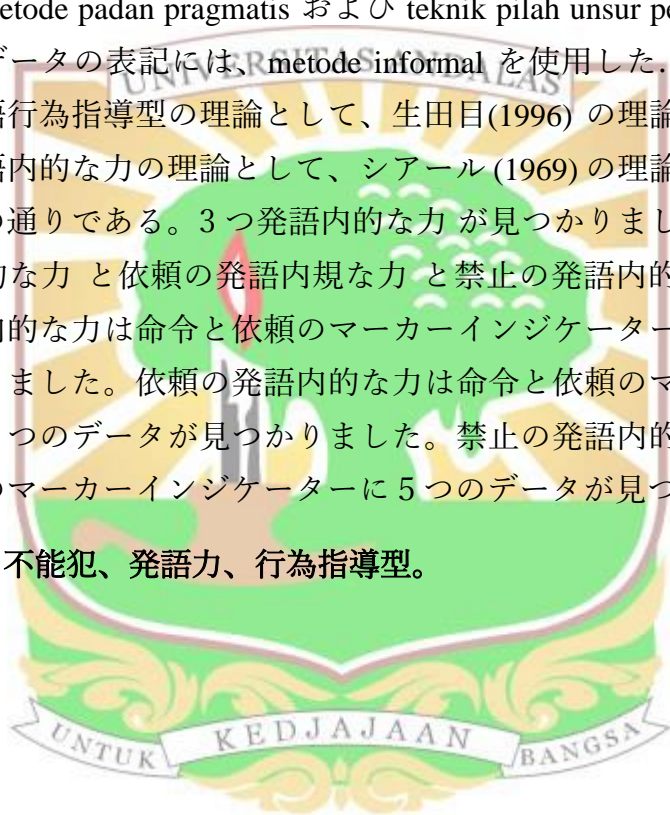 etode padan pragmatis および teknik pilah unsur pe
データの表記には、metode informal を使用した.
UNIVERSITAS ANDALAS
語行為指導型の理論として、生田目(1996) の理論
語内的な力の理論として、シアール (1969) の理論
の通りである。3 つ発語内的な力 が見つかりまし
的な力 と依頼の発語内規な力 と禁止の発語内的
内的な力は命令と依頼のマーカーインジケーター
りました。依頼の発語内的な力は命令と依頼のマ
つのデータが見つかりました。禁止の発語内的
のマーカーインジケーターに 5 つのデータが見つ
不能犯、発語力、行為指導型。
UNTUK KEDJAJAAN BANGSA